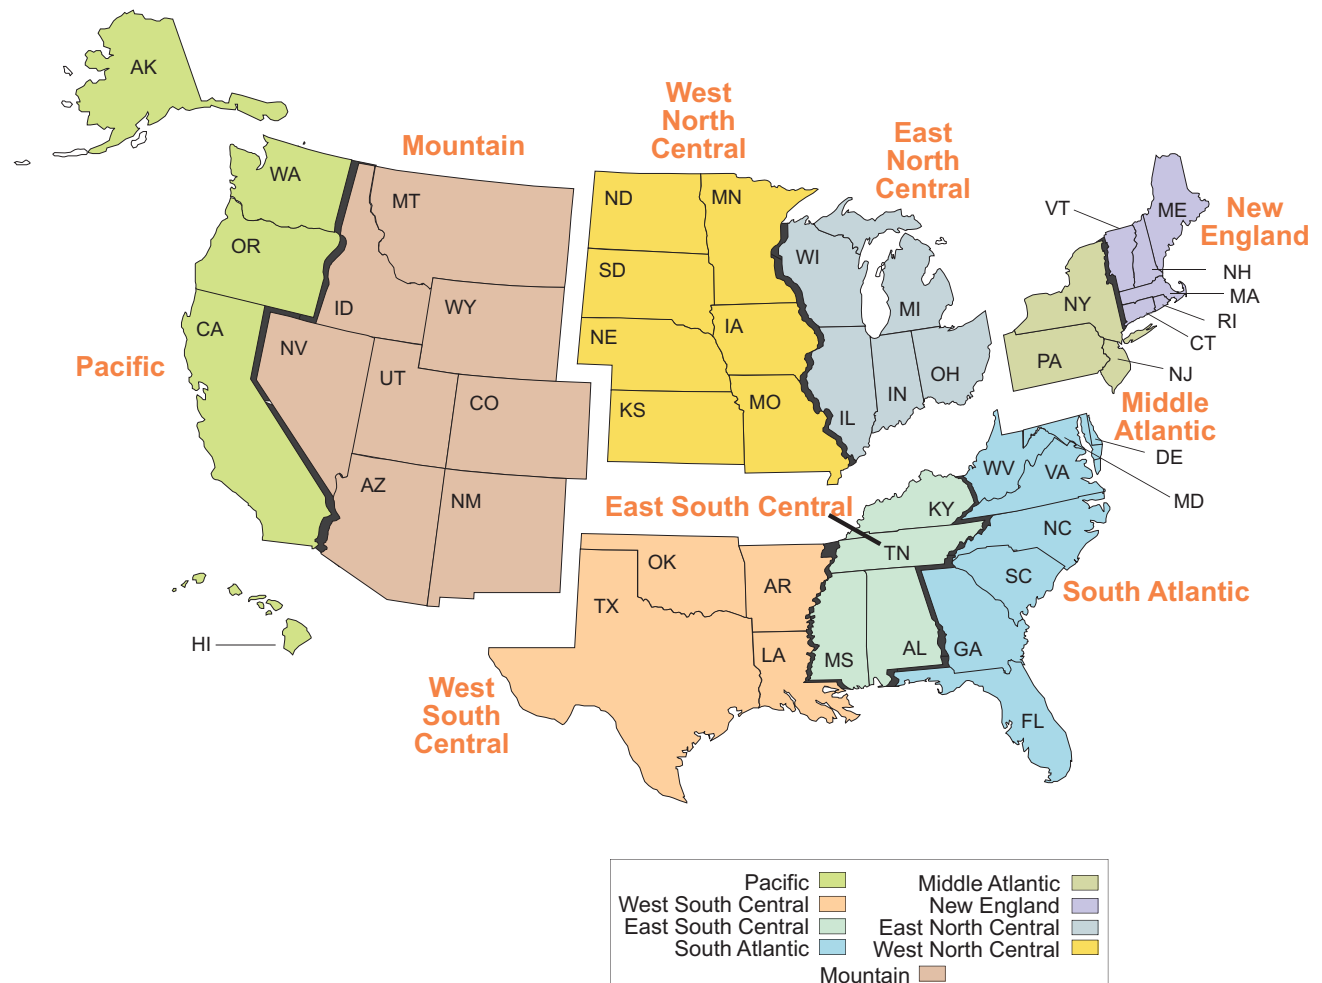 AK
West
North
Central
East
North
Central
Mountain
WA
MT
ND
MN
VT
ME
New
England
OR
WI
SD
NH
ID
WY
MA
NY
MI
RI
CA
IA
NE
CT
NV
Pacific
UT
PA
OH
NJ
IN
CO
MO
KS
IL
Middle
Atlantic
DE
WV
VA
AZ
NM
MD
East South Central
KY
NC
TN
OK
SC
AR
TX
South Atlantic
HI
LA
MS
AL
GA
West
South
Central
FL
Pacific
West South Central
East South Central
South Atlantic
Middle Atlantic
New England
East North Central
West North Central
Mountain